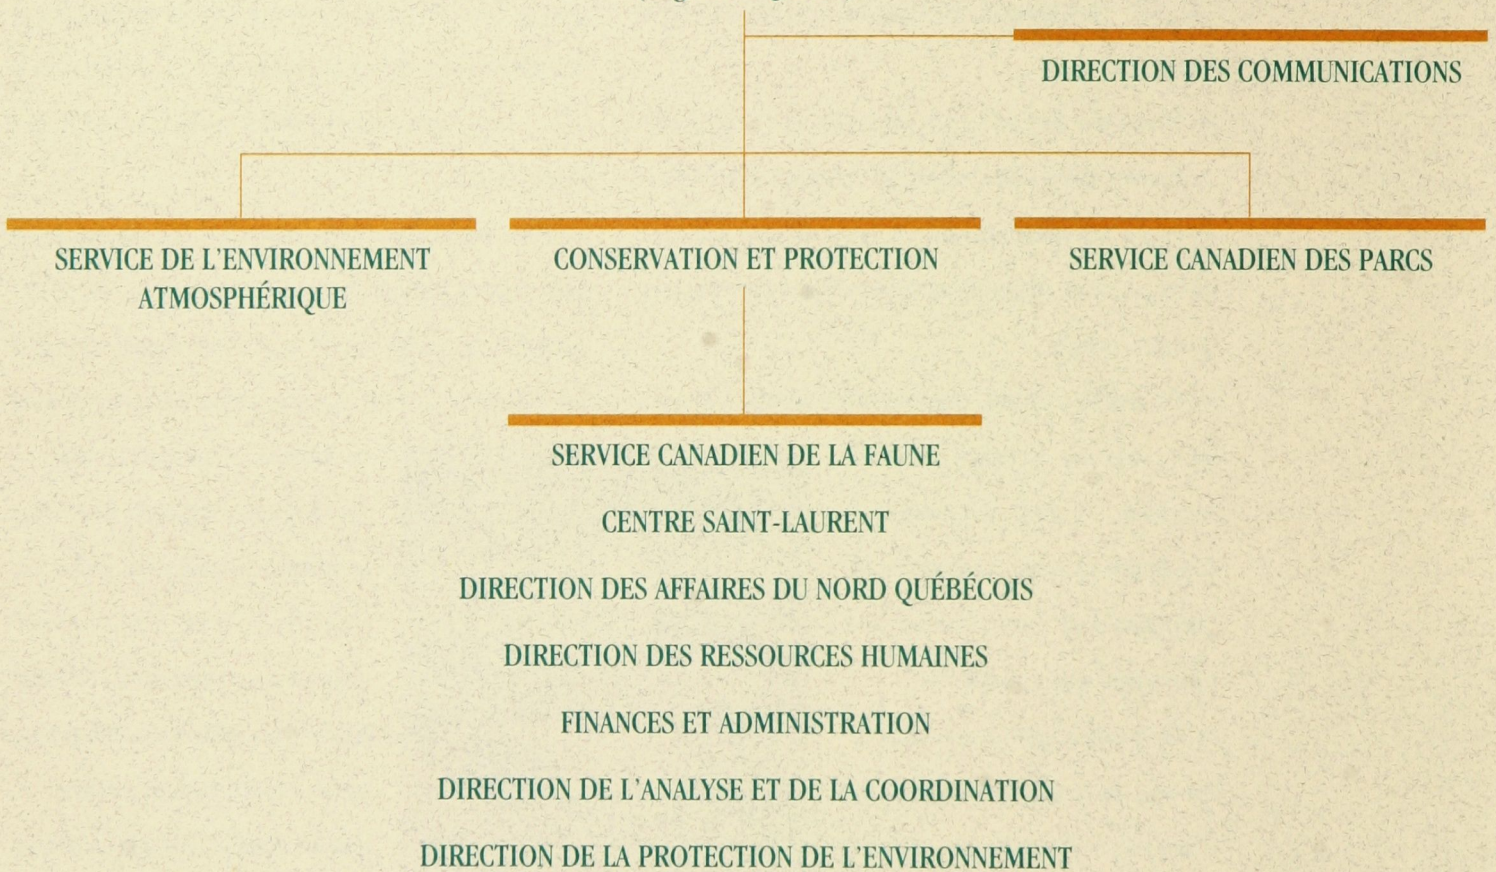 DIRECTION DES COMMUNICATIONS
SERVICE DE L'ENVIRONNEMENT
ATMOSPHÉRIQUE
CONSERVATION ET PROTECTION
SERVICE CANADIEN DES PARCS
SERVICE CANADIEN DE LA FAUNE
CENTRE SAINT-LAURENT
DIRECTION DES AFFAIRES DU NORD QUÉBÉCOIS
DIRECTION DES RESSOURCES HUMAINES
FINANCES ET ADMINISTRATION
DIRECTION DE L'ANALYSE ET DE LA COORDINATION
DIRECTION DE LA PROTECTION DE L'ENVIRONNEMENT